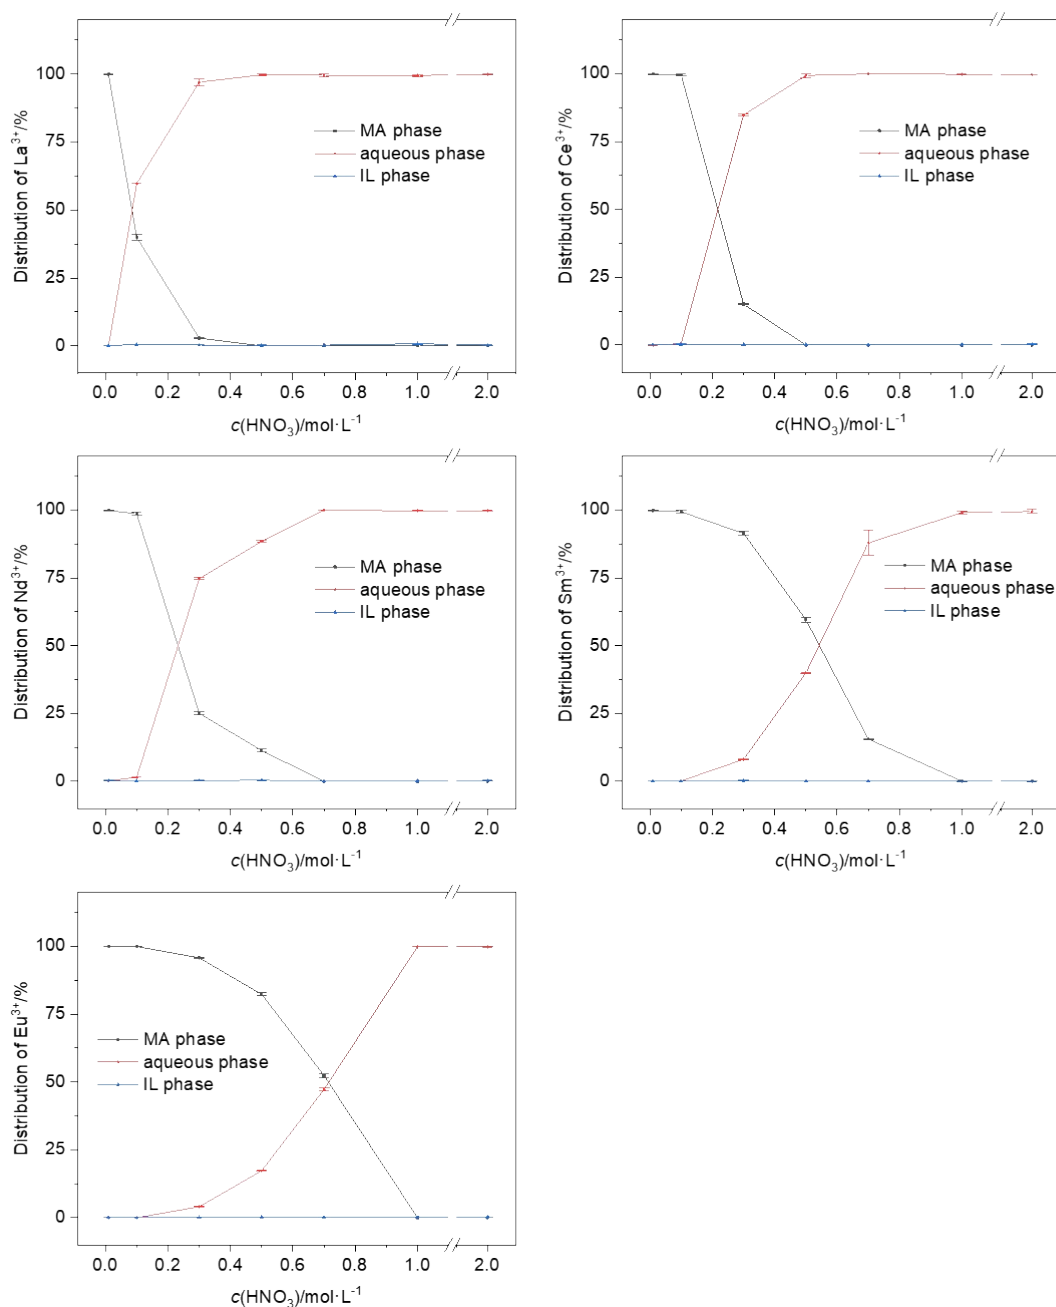 Distribution of La³⁺/%
100
75
50
25
0
MA phase
aqueous phase
IL phase
0.0 0.2 0.4 0.6 0.8 1.0 2.0
c(HNO₃)/mol·L⁻¹
Distribution of Ce³⁺/%
100
75
50
25
0
MA phase
aqueous phase
IL phase
0.0 0.2 0.4 0.6 0.8 1.0 2.0
c(HNO₃)/mol·L⁻¹
Distribution of Nd³⁺/%
100
75
50
25
0
MA phase
aqueous phase
IL phase
0.0 0.2 0.4 0.6 0.8 1.0 2.0
c(HNO₃)/mol·L⁻¹
Distribution of Sm³⁺/%
100
75
50
25
0
MA phase
aqueous phase
IL phase
0.0 0.2 0.4 0.6 0.8 1.0 2.0
c(HNO₃)/mol·L⁻¹
Distribution of Eu³⁺/%
100
75
50
25
0
MA phase
aqueous phase
IL phase
0.0 0.2 0.4 0.6 0.8 1.0 2.0
c(HNO₃)/mol·L⁻¹